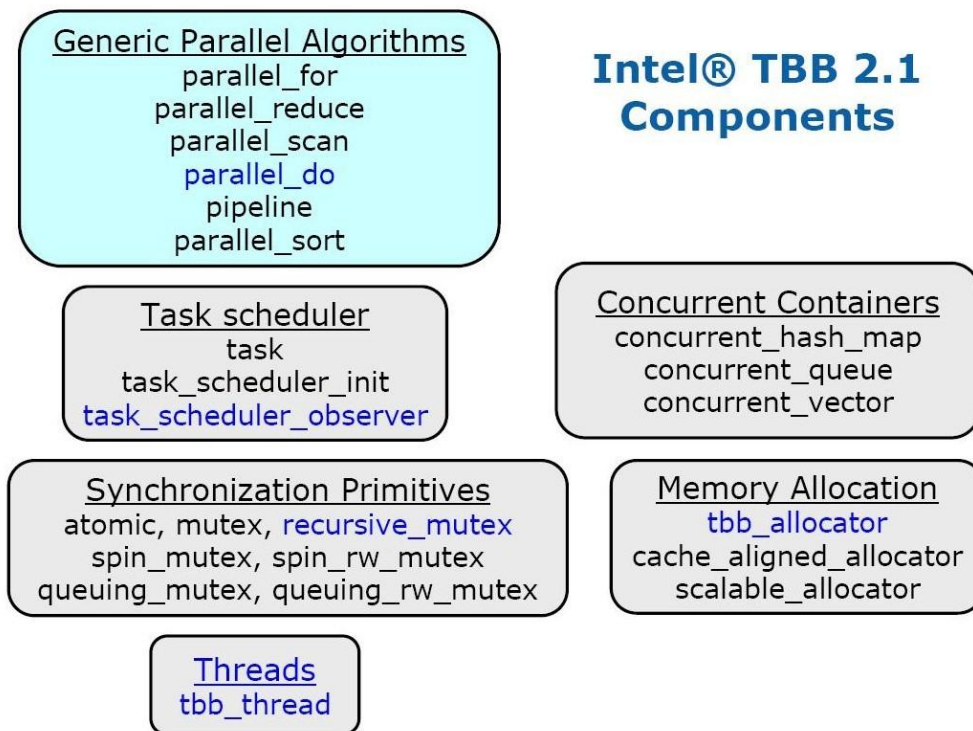 Generic Parallel Algorithms
parallel_for
parallel_reduce
parallel_scan
parallel_do
pipeline
parallel_sort
Intel® TBB 2.1
Components
Task scheduler
task
task_scheduler_init
task_scheduler_observer
Concurrent Containers
concurrent_hash_map
concurrent_queue
concurrent_vector
Synchronization Primitives
atomic, mutex, recursive_mutex
spin_mutex, spin_rw_mutex
queuing_mutex, queuing_rw_mutex
Memory Allocation
tbb_allocator
cache_aligned_allocator
scalable_allocator
Threads
tbb_thread